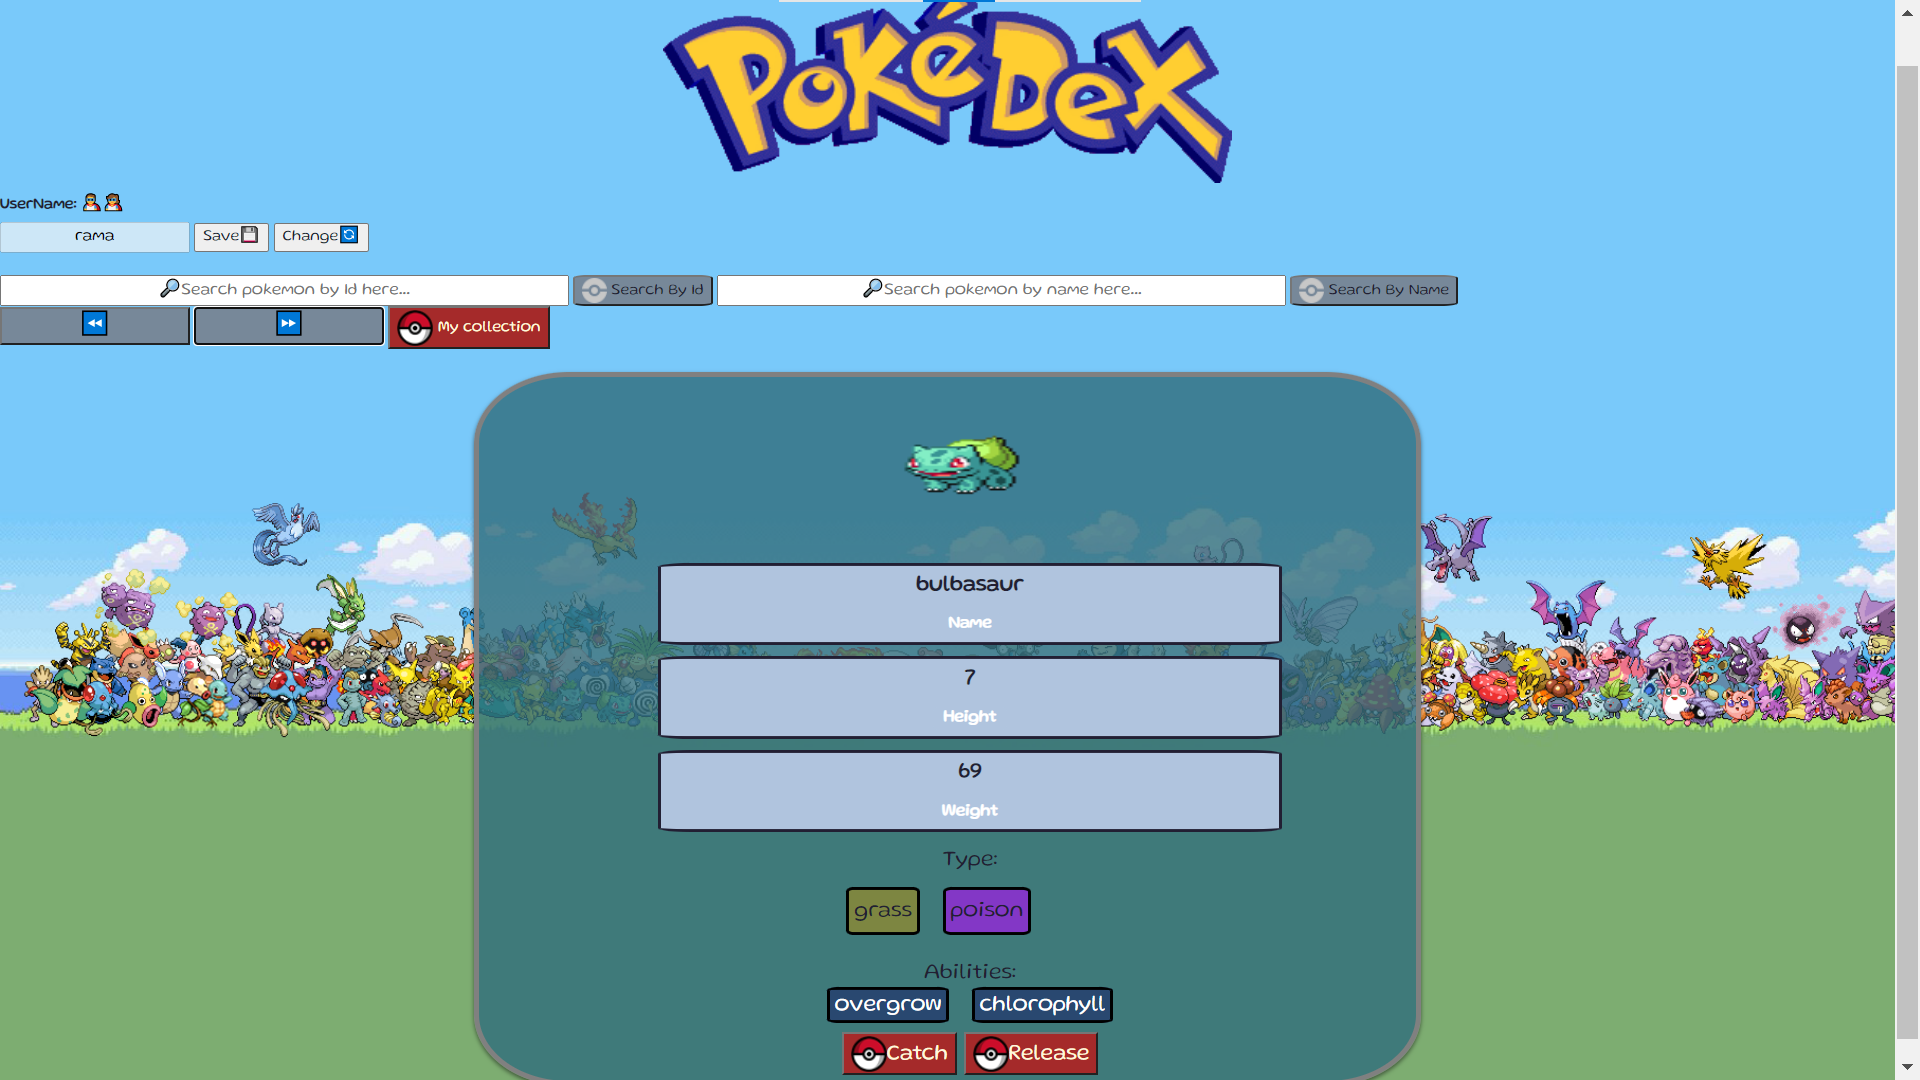 PoKéDex
UserName:
rama Save Change
Search pokemon by Id here... Search By Id Search pokemon by name here... Search By Name
My collection
bulbasaur
Name
7
Height
69
Weight
Type:
grass poison
Abilities:
overgrow chlorophyll
Catch Release